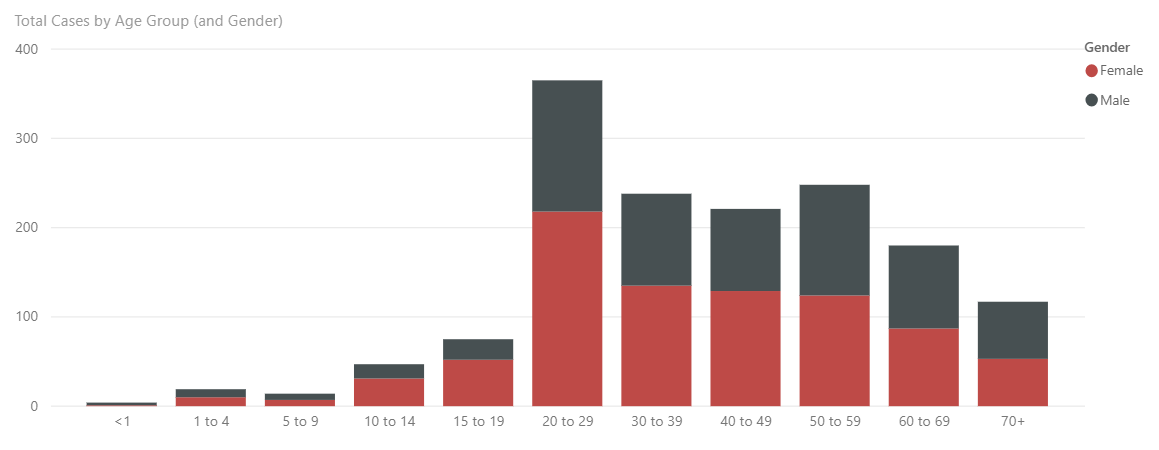 Total Cases by Age Group (and Gender)
400
300
200
100
0
<1
1 to 4
5 to 9
10 to 14
15 to 19
20 to 29
30 to 39
40 to 49
50 to 59
60 to 69
70+
Gender
Female
Male